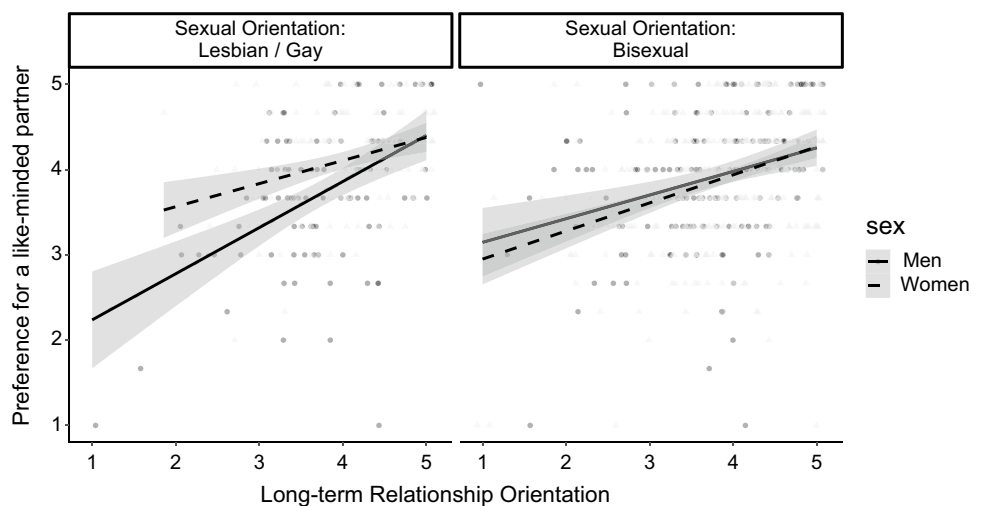 Sexual Orientation:
Lesbian / Gay
Sexual Orientation:
Bisexual
Preference for a like-minded partner
5
4
3
2
1
1 2 3 4 5
1 2 3 4 5
Long-term Relationship Orientation
sex
Men
Women